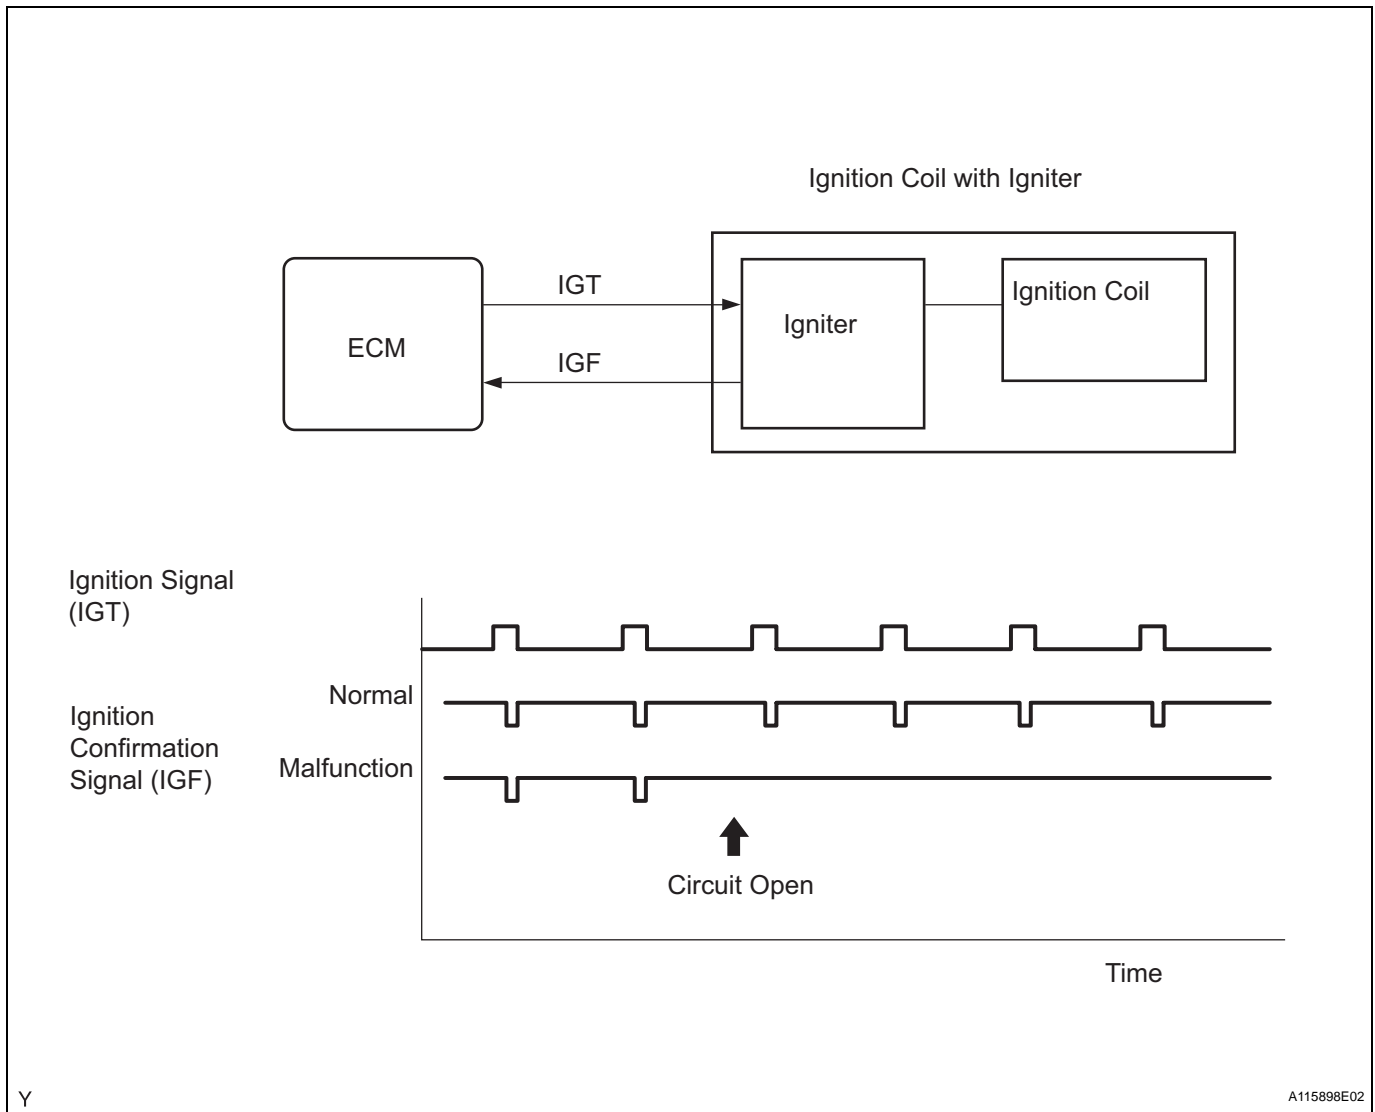 Ignition Coil with Igniter
IGT
Ignition Coil
Igniter
ECM
IGF
Ignition Signal
(IGT)
Normal
Ignition
Confirmation
Signal (IGF)
Malfunction
Circuit Open
Time
Y
A115898E02